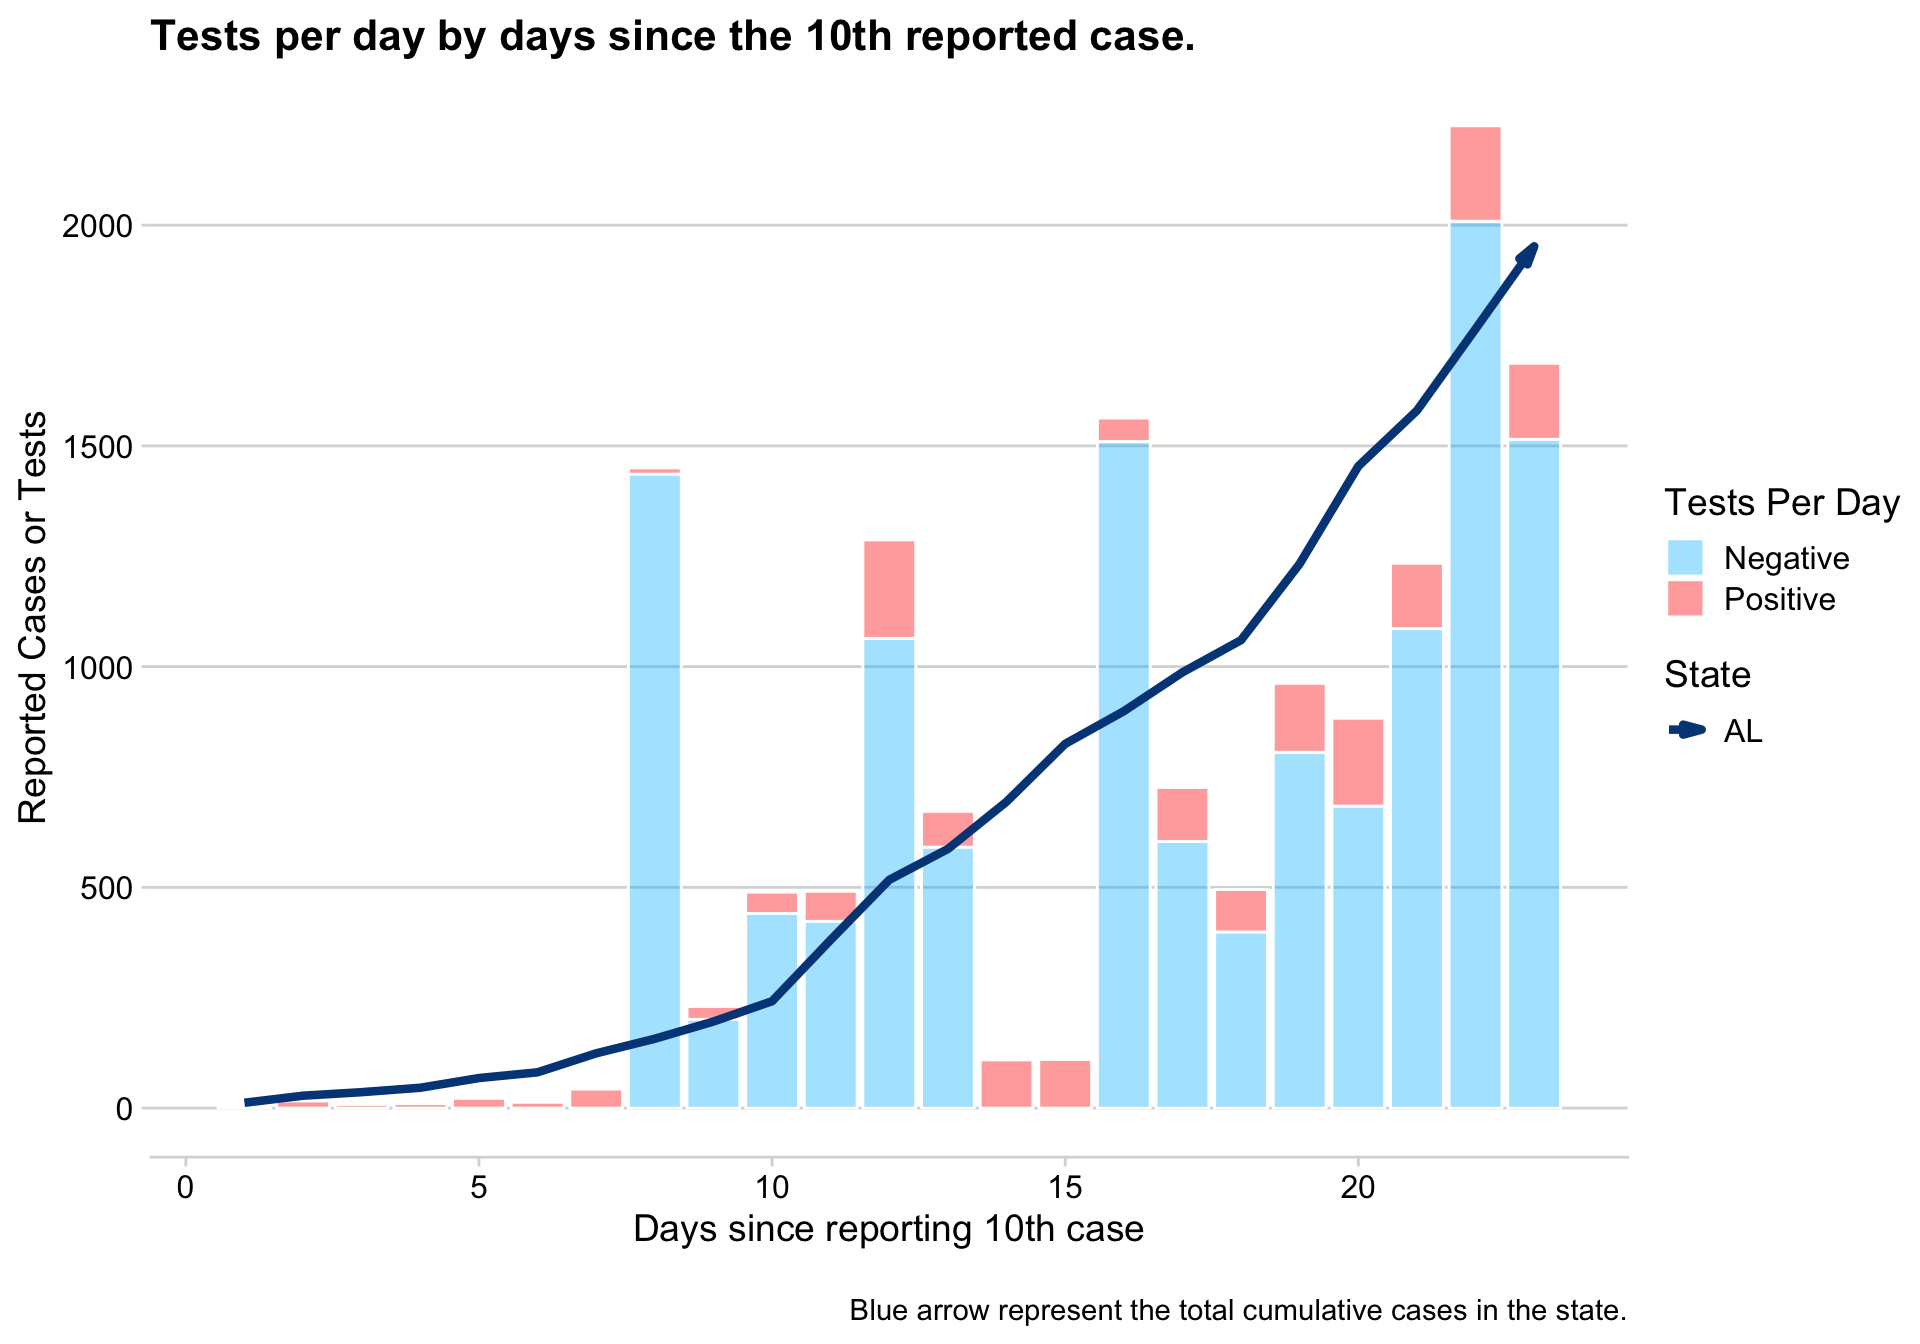 Tests per day by days since the 10th reported case.
Reported Cases or Tests
2000
1500
1000
500
0
0 5 10 15 20
Days since reporting 10th case
Tests Per Day
Negative
Positive
State
AL
Blue arrow represent the total cumulative cases in the state.